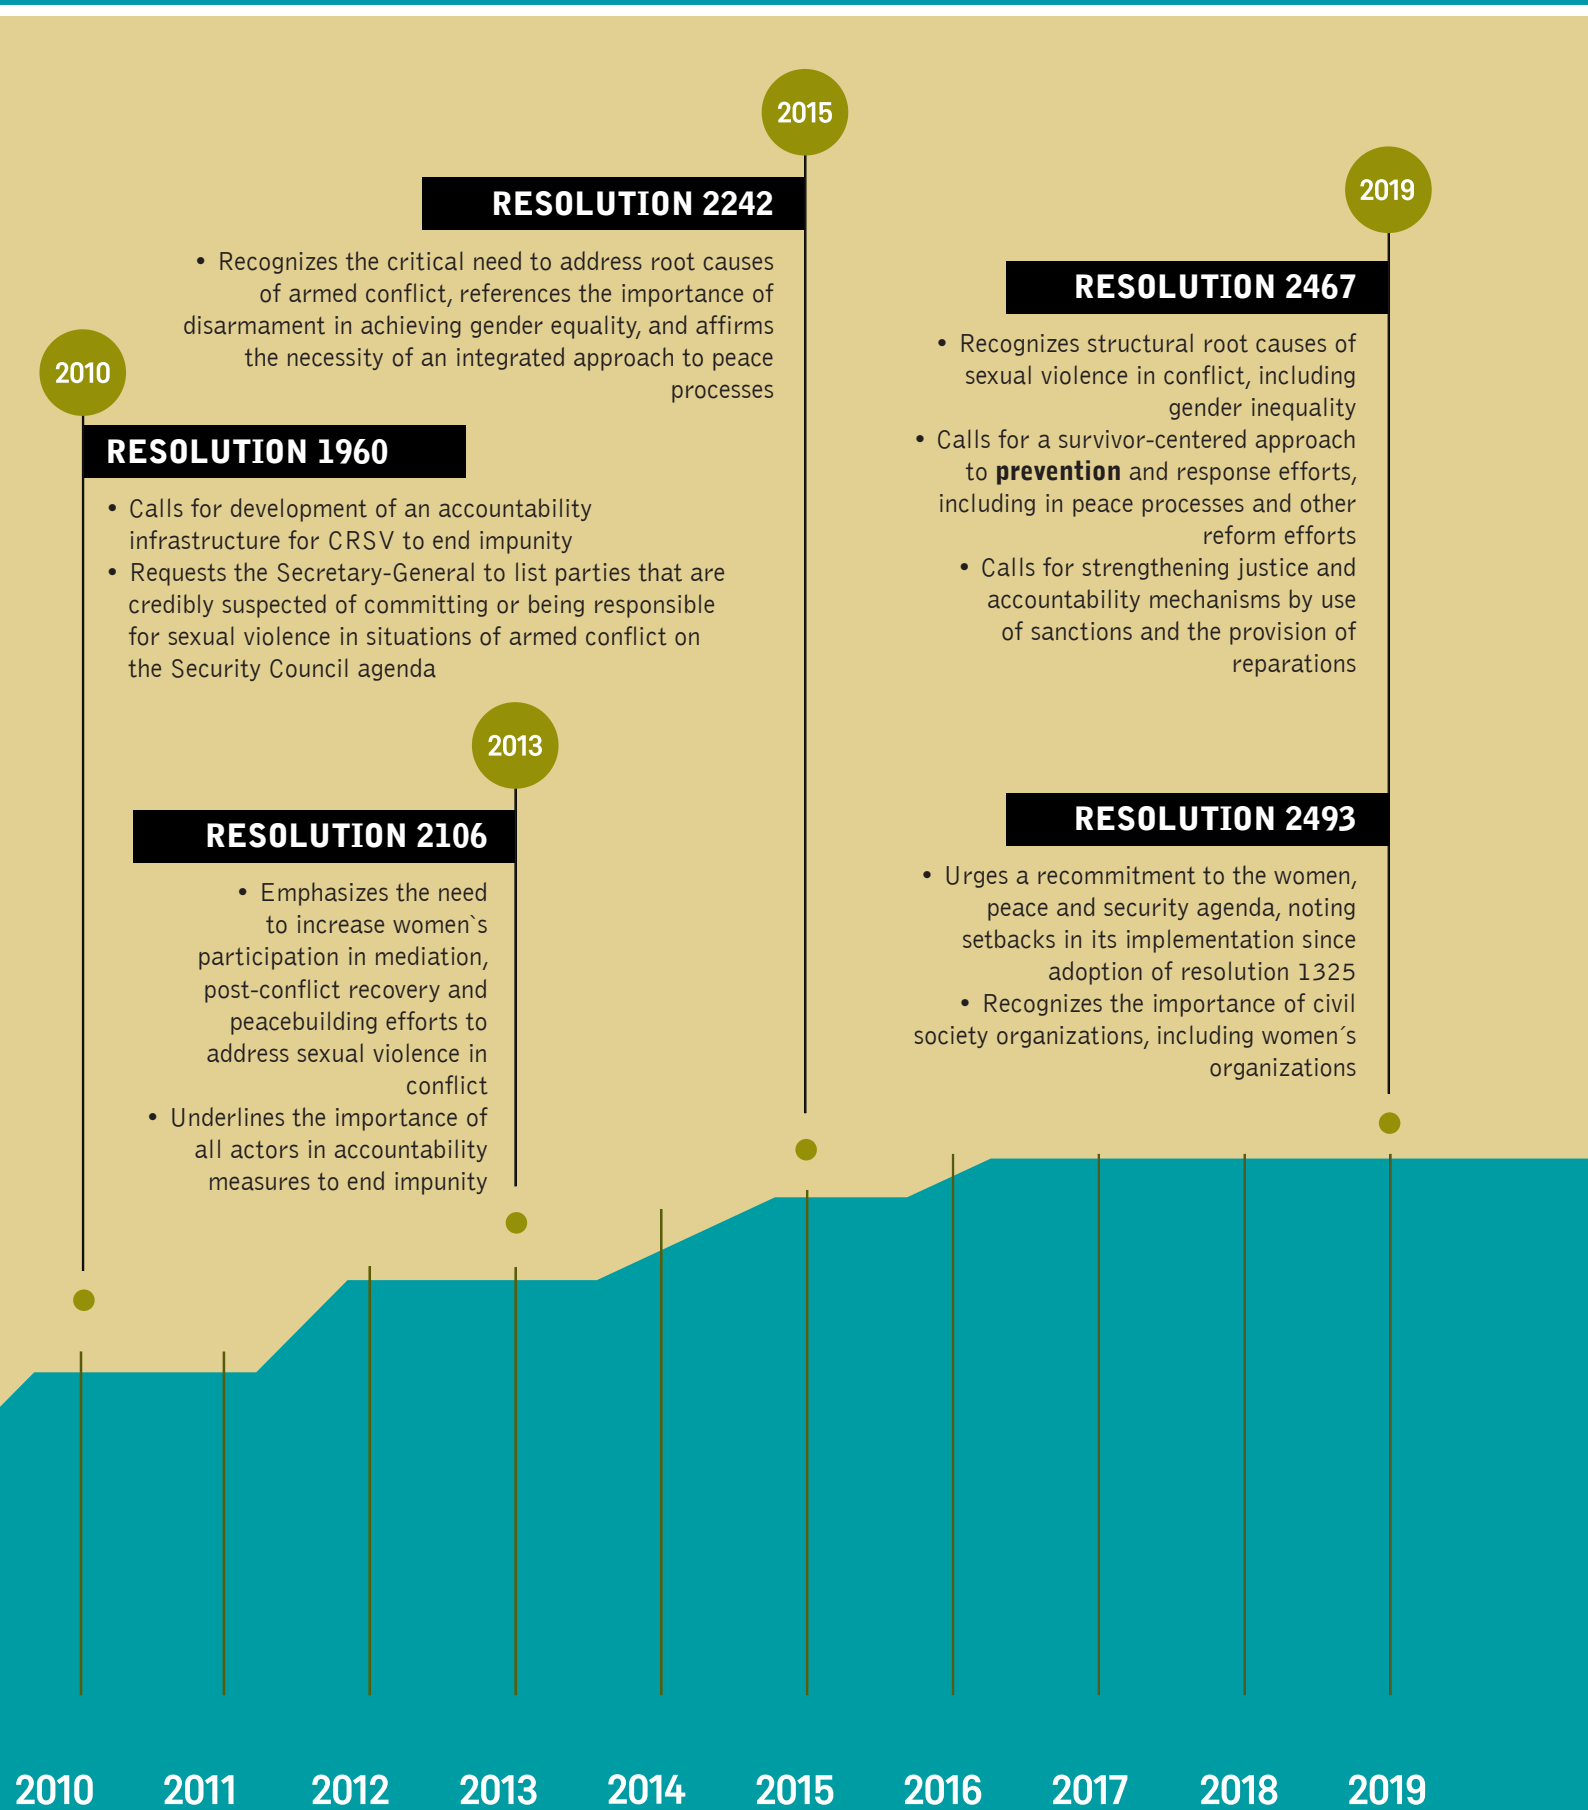 2010
RESOLUTION 1960
• Calls for development of an accountability
infrastructure for CRSV to end impunity
• Requests the Secretary-General to list parties that are
credibly suspected of committing or being responsible
for sexual violence in situations of armed conflict on
the Security Council agenda
2013
RESOLUTION 2106
• Emphasizes the need
to increase women`s
participation in mediation,
post-conflict recovery and
peacebuilding efforts to
address sexual violence in
conflict
• Underlines the importance of
all actors in accountability
measures to end impunity
2015
RESOLUTION 2242
• Recognizes the critical need to address root causes
of armed conflict, references the importance of
disarmament in achieving gender equality, and affirms
the necessity of an integrated approach to peace
processes
2019
RESOLUTION 2467
• Recognizes structural root causes of
sexual violence in conflict, including
gender inequality
• Calls for a survivor-centered approach
to prevention and response efforts,
including in peace processes and other
reform efforts
• Calls for strengthening justice and
accountability mechanisms by use
of sanctions and the provision of
reparations
RESOLUTION 2493
• Urges a recommitment to the women,
peace and security agenda, noting
setbacks in its implementation since
adoption of resolution 1325
• Recognizes the importance of civil
society organizations, including women´s
organizations
2010 2011 2012 2013 2014 2015 2016 2017 2018 2019